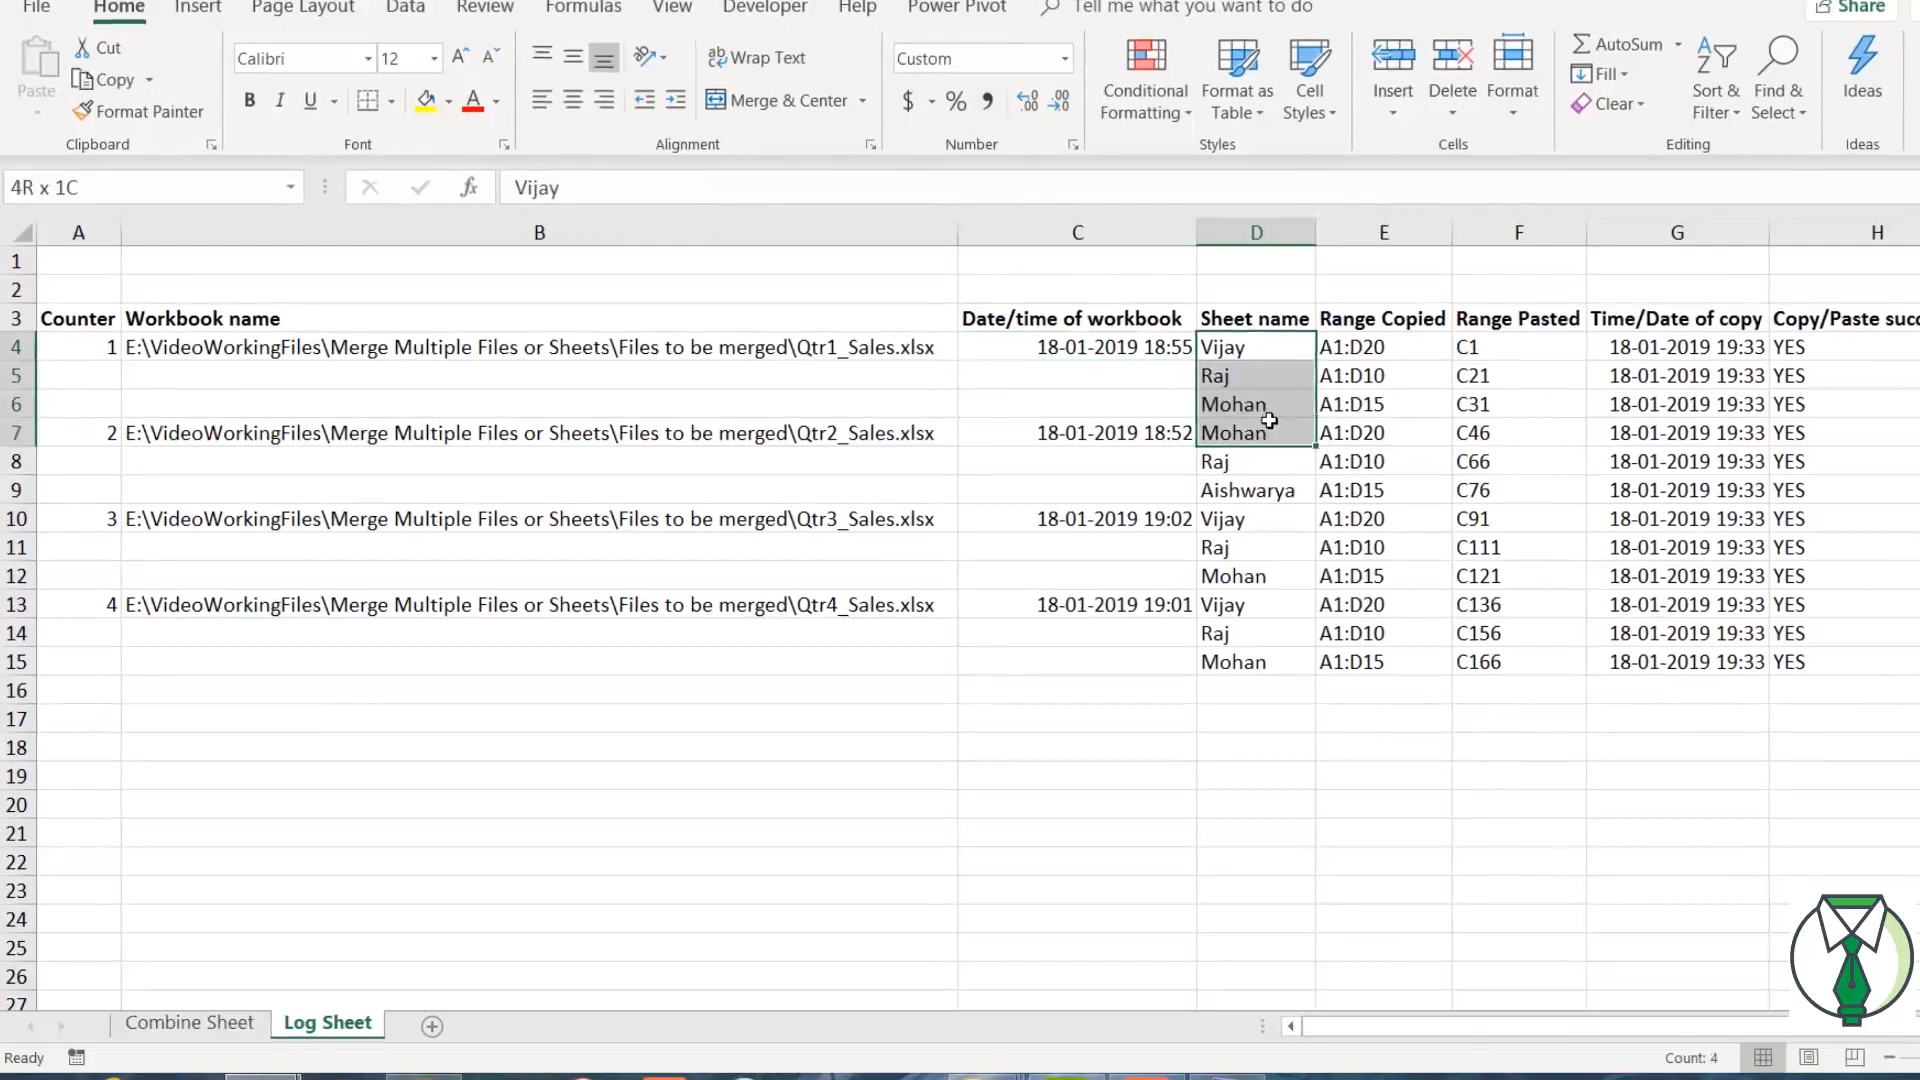 File Home Insert Page Layout Formulas Data Review View Developer Help Power Pivot Tell me what you want to do Share
Paste
Cut
Copy
Format Painter
Clipboard
Calibri 12
B I U
Font
Wrap Text
Merge & Center
Alignment
Custom
$ % ,
Number
Conditional Formatting
Format as Table
Cell Styles
Styles
Insert Delete Format
Cells
AutoSum
Fill
Clear
Sort & Filter
Find & Select
Editing
Ideas
Ideas
4R x 1C fx Vijay
A B C D E F G H
1
2
3 Counter Workbook name Date/time of workbook Sheet name Range Copied Range Pasted Time/Date of copy Copy/Paste succ
4 1 E:\VideoWorkingFiles\Merge Multiple Files or Sheets\Files to be merged\Qtr1_Sales.xlsx 18-01-2019 18:55 Vijay A1:D20 C1 18-01-2019 19:33 YES
5 Raj A1:D10 C21 18-01-2019 19:33 YES
6 Mohan A1:D15 C31 18-01-2019 19:33 YES
7 2 E:\VideoWorkingFiles\Merge Multiple Files or Sheets\Files to be merged\Qtr2_Sales.xlsx 18-01-2019 18:52 Mohan A1:D20 C46 18-01-2019 19:33 YES
8 Raj A1:D10 C66 18-01-2019 19:33 YES
9 Aishwarya A1:D15 C76 18-01-2019 19:33 YES
10 3 E:\VideoWorkingFiles\Merge Multiple Files or Sheets\Files to be merged\Qtr3_Sales.xlsx 18-01-2019 19:02 Vijay A1:D20 C91 18-01-2019 19:33 YES
11 Raj A1:D10 C111 18-01-2019 19:33 YES
12 Mohan A1:D15 C121 18-01-2019 19:33 YES
13 4 E:\VideoWorkingFiles\Merge Multiple Files or Sheets\Files to be merged\Qtr4_Sales.xlsx 18-01-2019 19:01 Vijay A1:D20 C136 18-01-2019 19:33 YES
14 Raj A1:D10 C156 18-01-2019 19:33 YES
15 Mohan A1:D15 C166 18-01-2019 19:33 YES
16
17
18
19
20
21
22
23
24
25
26
27
Combine Sheet Log Sheet
Ready Count: 4